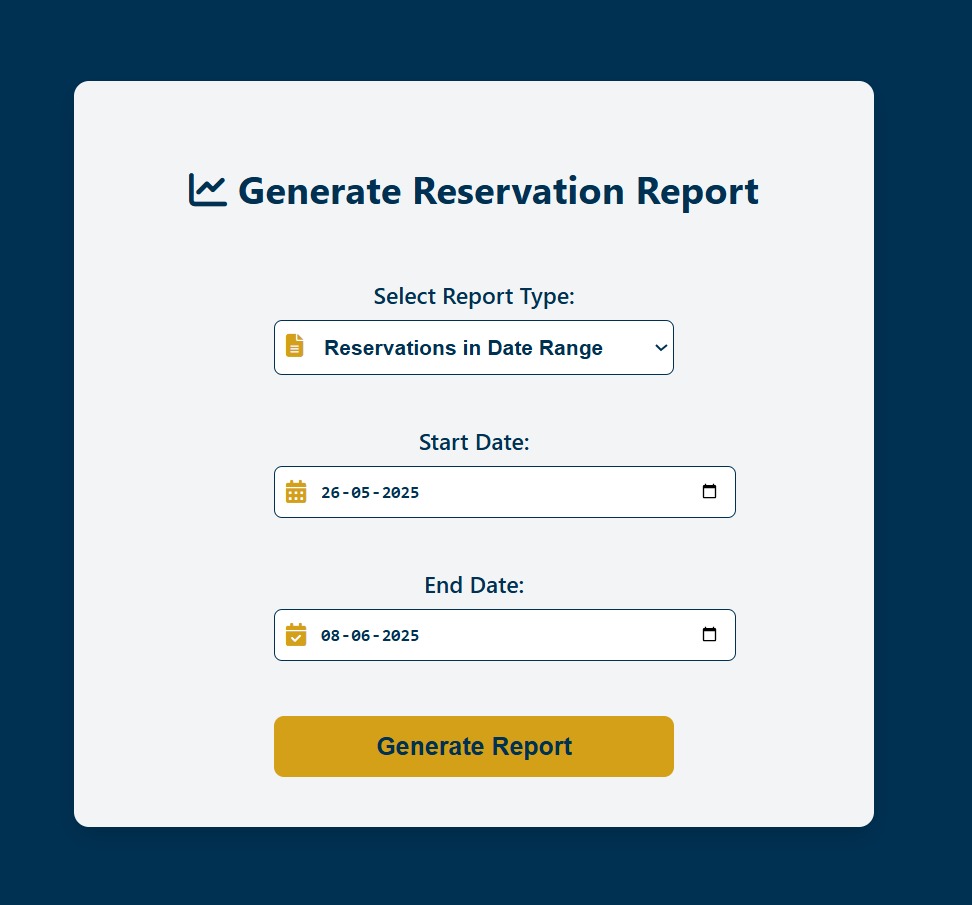 Generate Reservation Report
Select Report Type:
Reservations in Date Range
Start Date:
26-05-2025
End Date:
08-06-2025
Generate Report